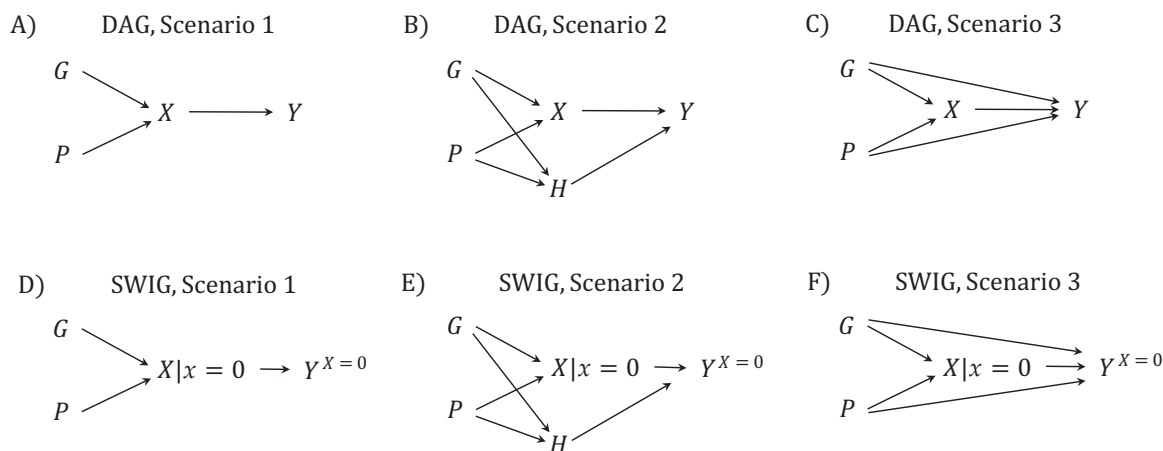 A) DAG, Scenario 1
G
X
Y
P
B) DAG, Scenario 2
G
X
Y
P
H
C) DAG, Scenario 3
G
X
Y
P
D) SWIG, Scenario 1
G
X|x = 0
Y^{X = 0}
P
E) SWIG, Scenario 2
G
X|x = 0
Y^{X = 0}
P
H
F) SWIG, Scenario 3
G
X|x = 0
Y^{X = 0}
P